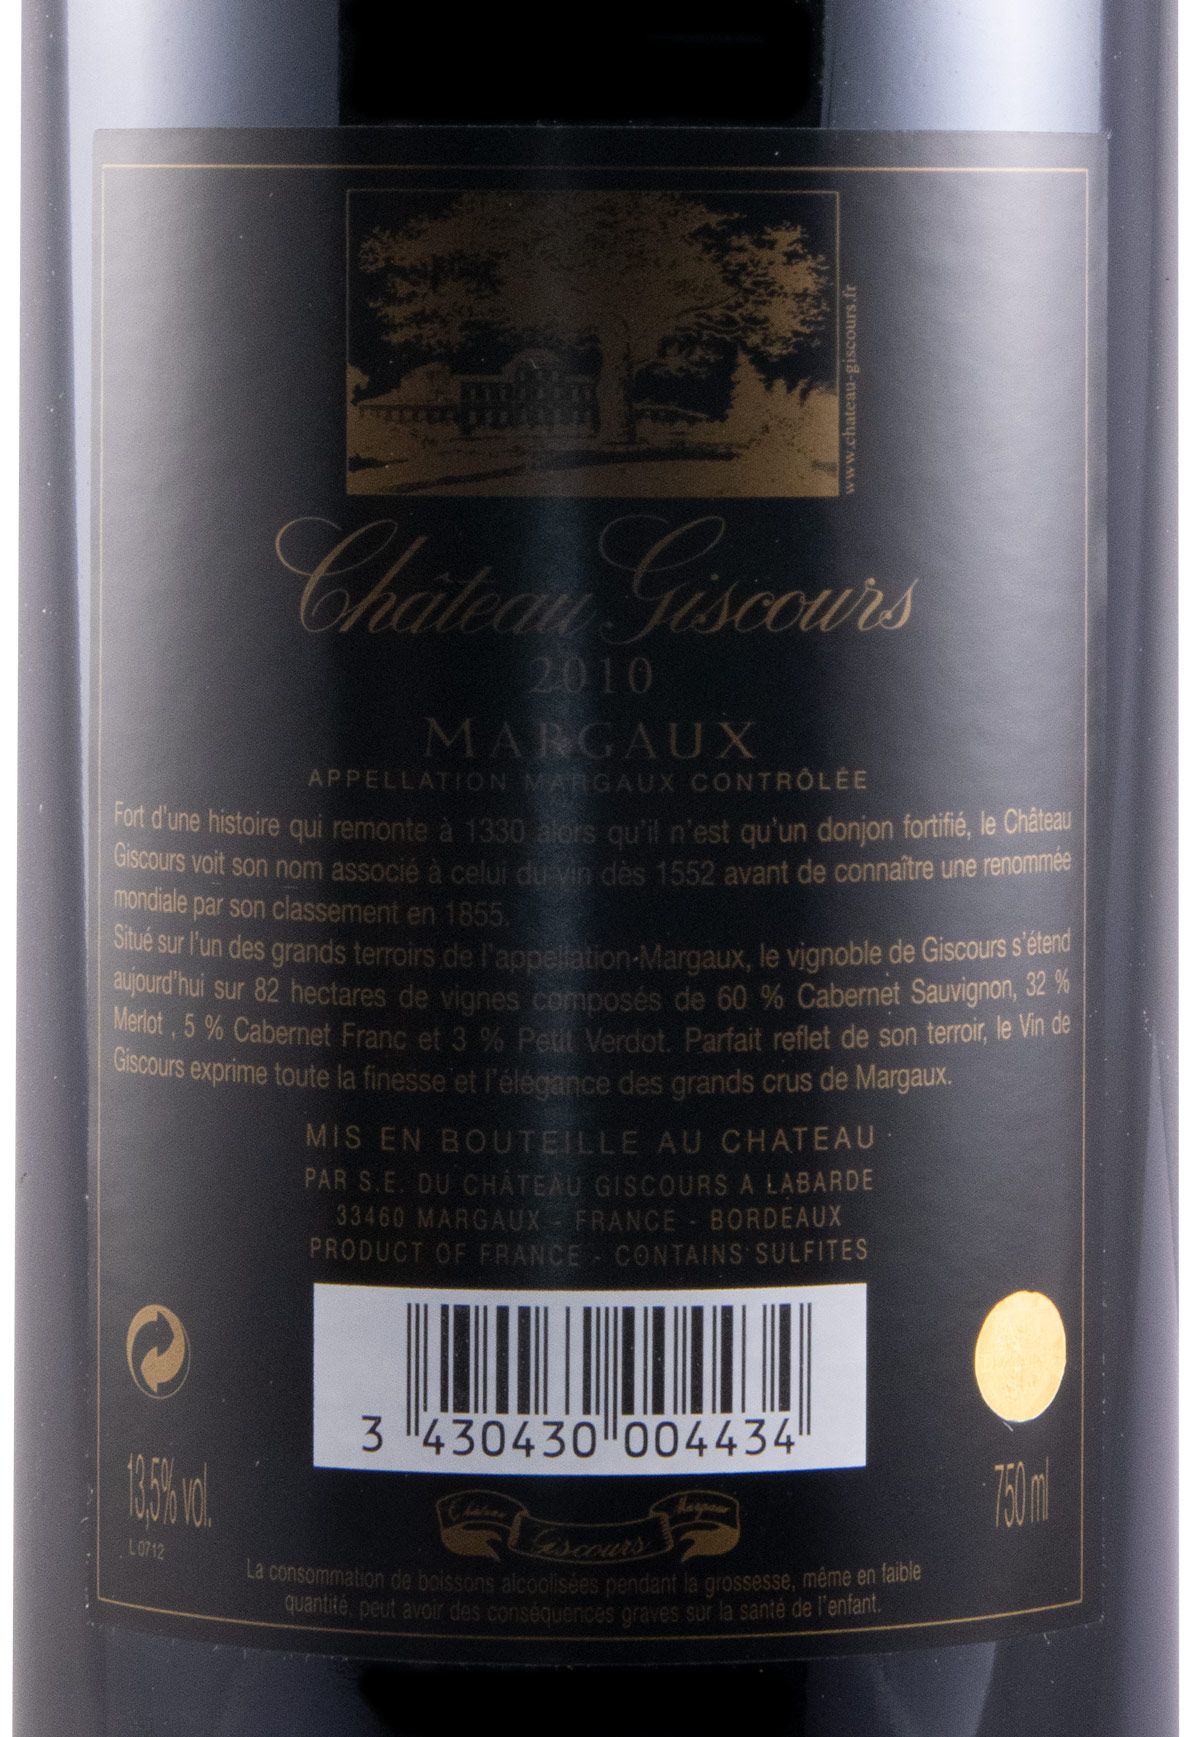 www.chateau-giscours.fr
Château Giscours
2010
MARGAUX
APPELLATION MARGAUX CONTRÔLÉE
Fort d'une histoire qui remonte à 1330 alors qu'il n'est qu'un donjon fortifié, le Château
Giscours voit son nom associé à celui du vin dès 1552 avant de connaître une renommée
mondiale par son classement en 1855.
Situé sur l'un des grands terroirs de l'appellation Margaux, le vignoble de Giscours s'étend
aujourd'hui sur 82 hectares de vignes composés de 60 % Cabernet Sauvignon, 32 %
Merlot , 5 % Cabernet Franc et 3 % Petit Verdot. Parfait reflet de son terroir, le Vin de
Giscours exprime toute la finesse et l'élégance des grands crus de Margaux.
MIS EN BOUTEILLE AU CHATEAU
PAR S.E. DU CHÂTEAU GISCOURS A LABARDE
33460 MARGAUX - FRANCE - BORDEAUX
PRODUCT OF FRANCE - CONTAINS SULFITES
3 430430 004434
13,5% vol.
750 ml
L 0712
Château Giscours Margaux
La consommation de boissons alcoolisées pendant la grossesse, même en faible
quantité, peut avoir des conséquences graves sur la santé de l'enfant.